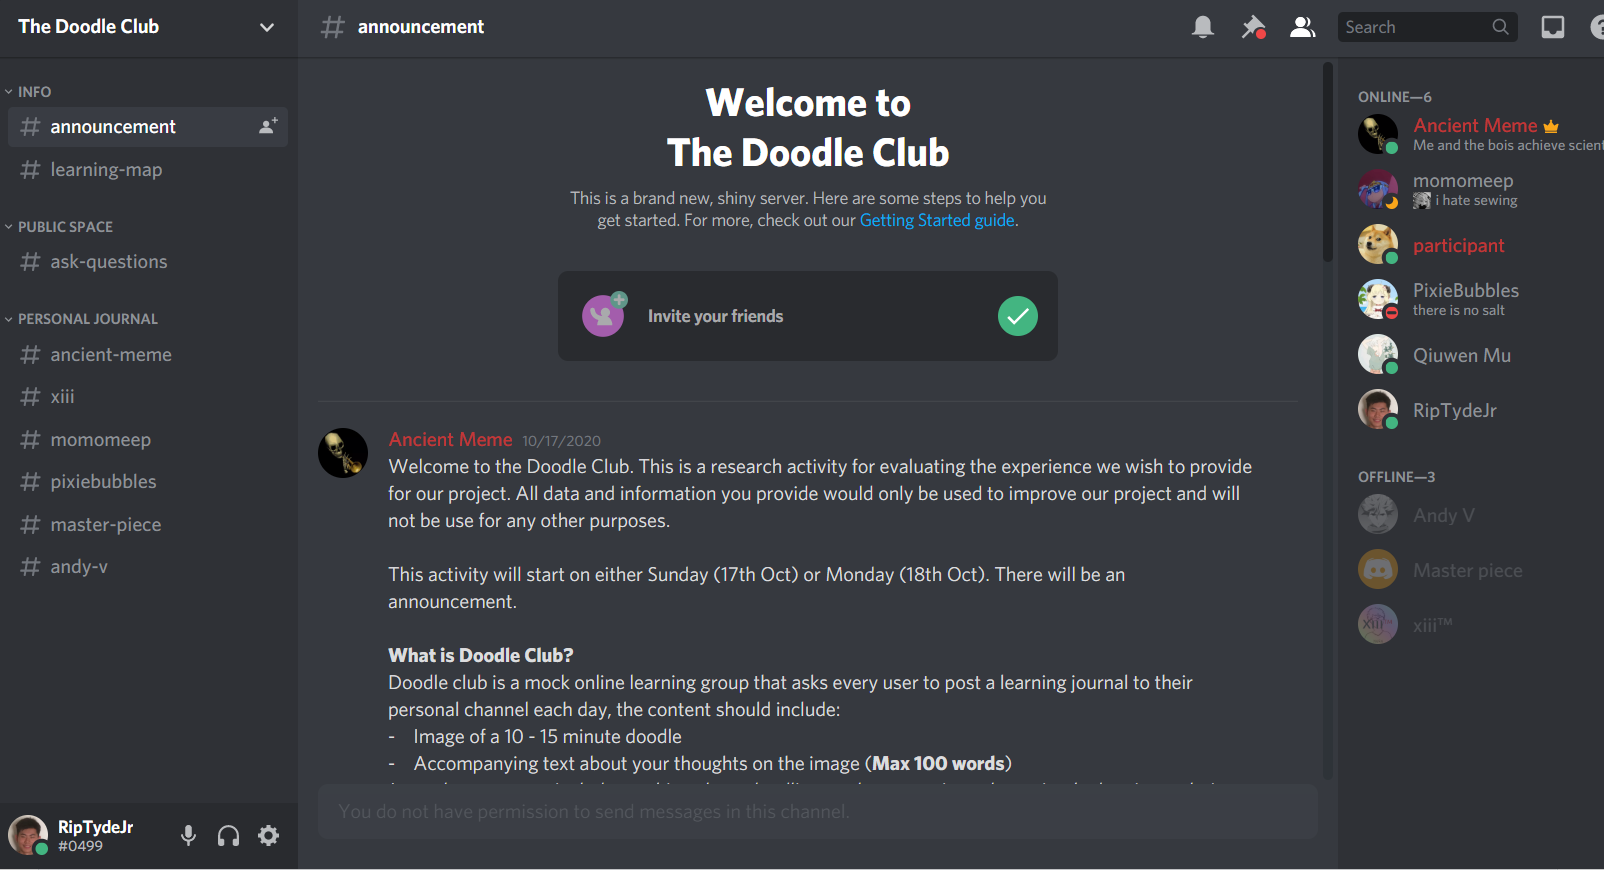 The Doodle Club
INFO
announcement
learning-map
PUBLIC SPACE
ask-questions
PERSONAL JOURNAL
ancient-meme
xiii
momomeep
pixiebubbles
master-piece
andy-v
RipTydeJr
#0499
announcement
Search
Welcome to
The Doodle Club
This is a brand new, shiny server. Here are some steps to help you
get started. For more, check out our Getting Started guide.
Invite your friends
Ancient Meme 10/17/2020
Welcome to the Doodle Club. This is a research activity for evaluating the experience we wish to provide
for our project. All data and information you provide would only be used to improve our project and will
not be use for any other purposes.
This activity will start on either Sunday (17th Oct) or Monday (18th Oct). There will be an
announcement.
What is Doodle Club?
Doodle club is a mock online learning group that asks every user to post a learning journal to their
personal channel each day, the content should include:
- Image of a 10 - 15 minute doodle
- Accompanying text about your thoughts on the image (Max 100 words)
You do not have permission to send messages in this channel.
ONLINE—6
Ancient Meme
Me and the bois achieve scient
momomeep
i hate sewing
participant
PixieBubbles
there is no salt
Qiuwen Mu
RipTydeJr
OFFLINE—3
Andy V
Master piece
xiii™